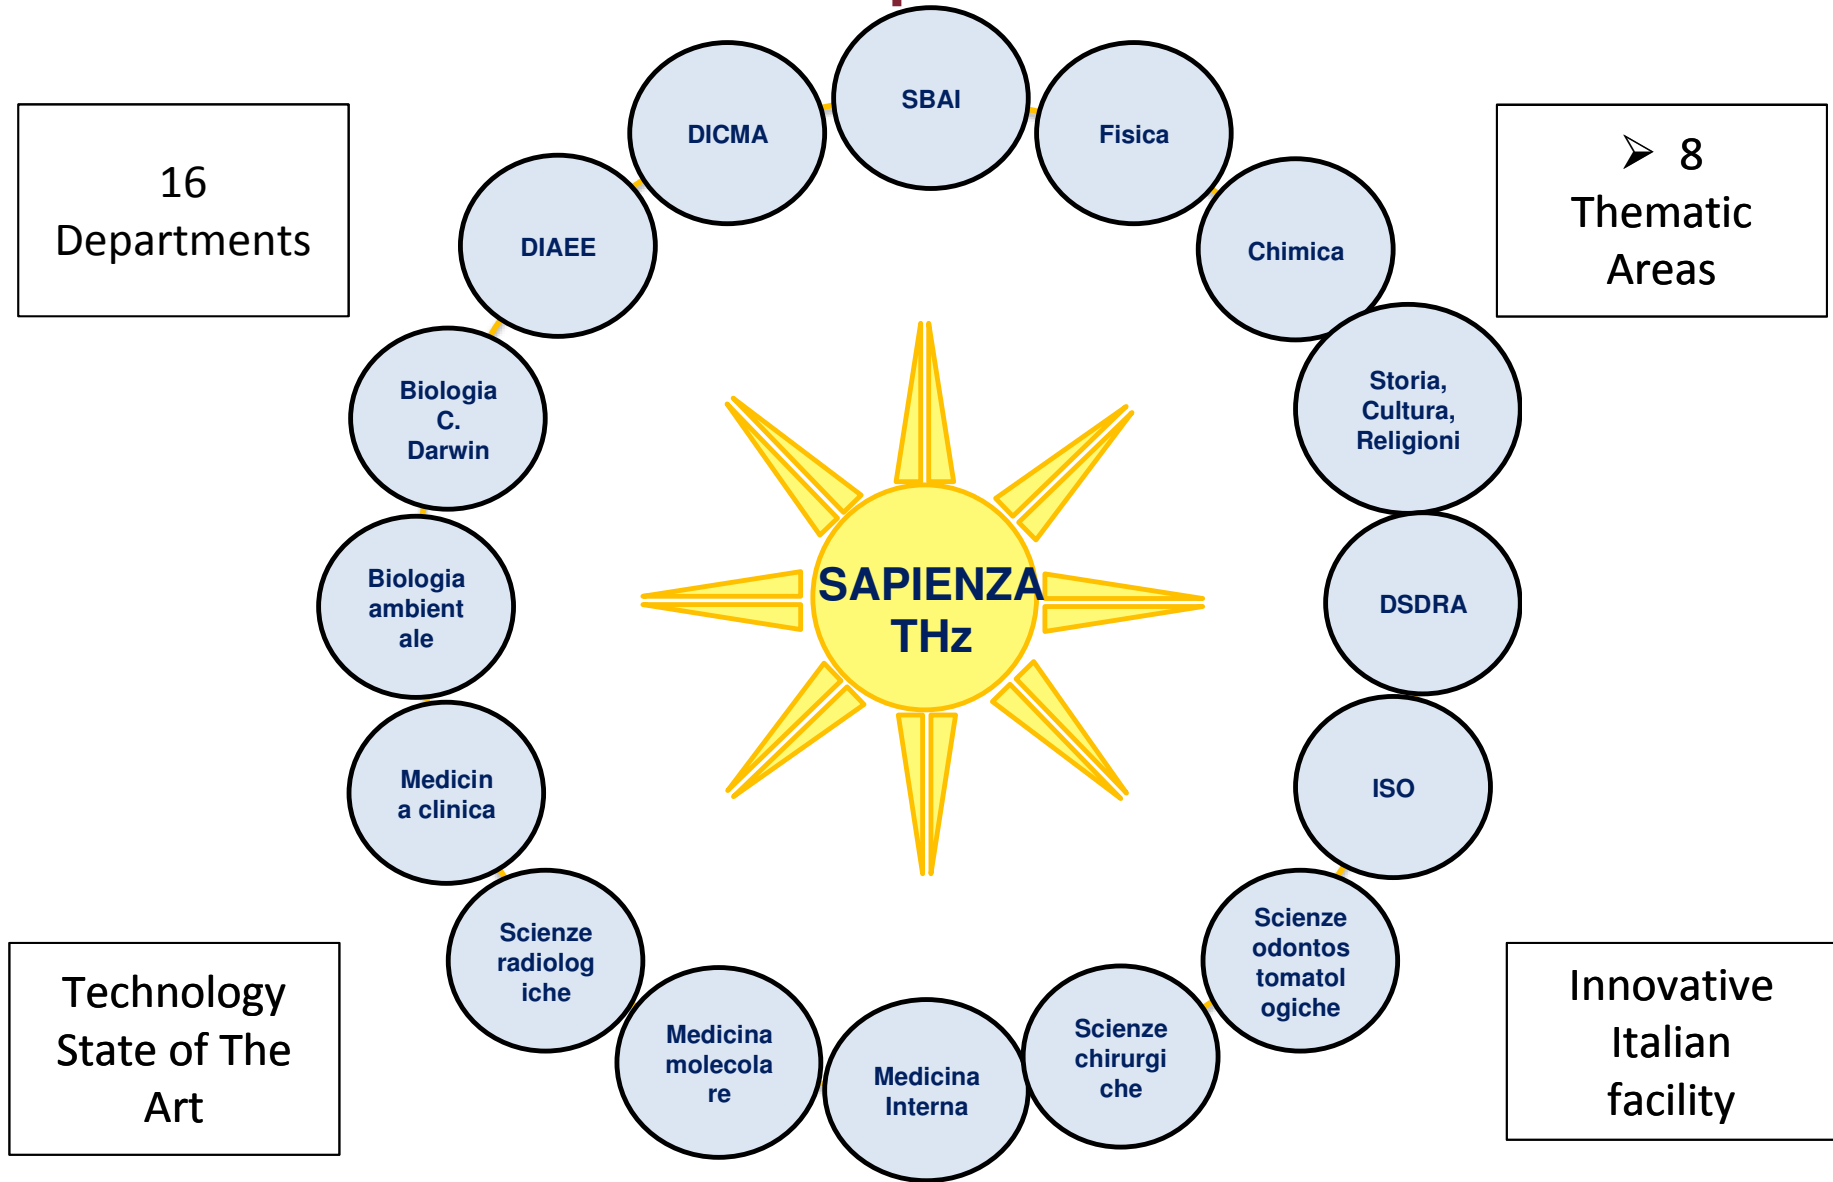 16
Departments
➢ 8
Thematic
Areas
SBAI
Fisica
Chimica
Storia,
Cultura,
Religioni
DSDRA
ISO
Scienze
odontos
tomatol
ogiche
Scienze
chirurgi
che
Medicina
Interna
Medicina
molecola
re
Scienze
radiolog
iche
Medicin
a clinica
Biologia
ambient
ale
Biologia
C.
Darwin
DIAEE
DICMA
SAPIENZA
THz
Technology
State of The
Art
Innovative
Italian
facility